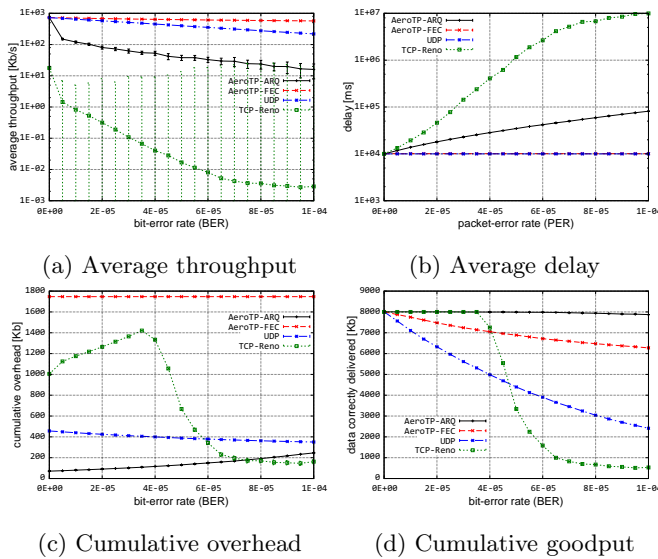 1E+03
1E+02
1E+01
1E+00
1E-01
1E-02
1E-03
average throughput [Kb/s]
AeroTP-ARQ
AeroTP-FEC
UDP
TCP-Reno
0E+00 2E-05 4E-05 6E-05 8E-05 1E-04
bit-error rate (BER)
(a) Average throughput
1E+07
1E+06
1E+05
1E+04
1E+03
delay [ms]
AeroTP-ARQ
AeroTP-FEC
UDP
TCP-Reno
0E+00 2E-05 4E-05 6E-05 8E-05 1E-04
packet-error rate (PER)
(b) Average delay
1800
1600
1400
1200
1000
800
600
400
200
0
cumulative overhead [Kb]
AeroTP-ARQ
AeroTP-FEC
UDP
TCP-Reno
0E+00 2E-05 4E-05 6E-05 8E-05 1E-04
bit-error rate (BER)
(c) Cumulative overhead
9000
8000
7000
6000
5000
4000
3000
2000
1000
0
data correctly delivered [Kb]
AeroTP-ARQ
AeroTP-FEC
UDP
TCP-Reno
0E+00 2E-05 4E-05 6E-05 8E-05 1E-04
bit-error rate (BER)
(d) Cumulative goodput